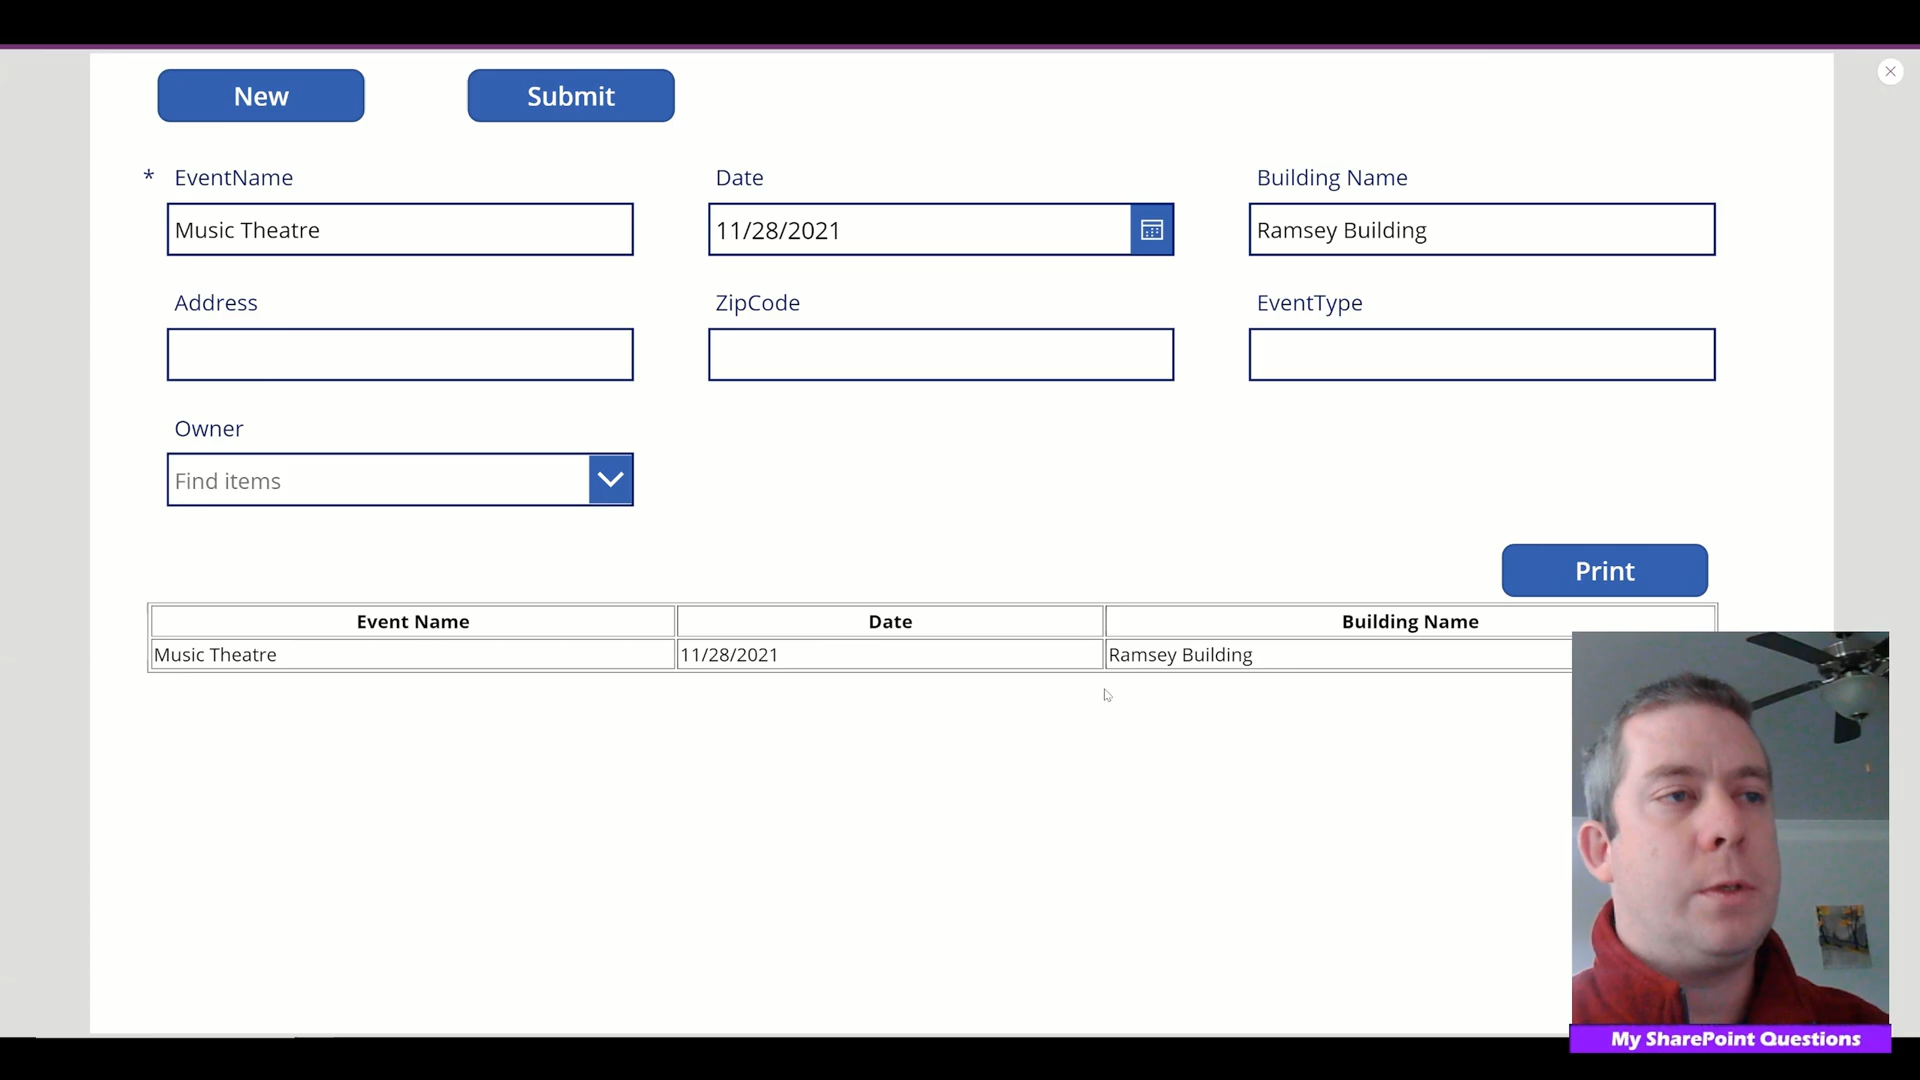 New
Submit
* EventName
Date
Building Name
Music Theatre
11/28/2021
Ramsey Building
Address
ZipCode
EventType
Owner
Find items
Print
Event Name
Date
Building Name
Music Theatre
11/28/2021
Ramsey Building
My SharePoint Questions